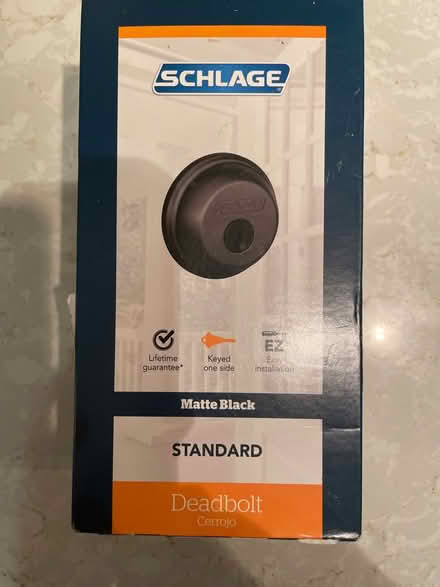 SCHLAGE
Lifetime
guarantee*
Keyed
one side
EZ
Easy
installation
Matte Black
STANDARD
Deadbolt
Cerrojo